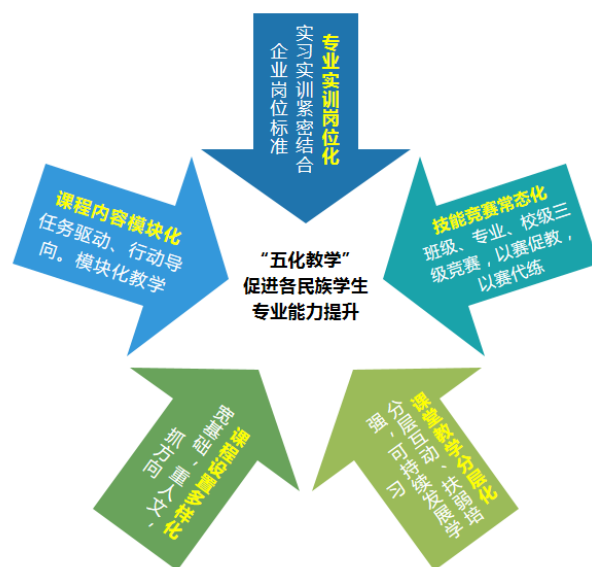 专业实训岗位化
实习实训紧密结合
企业岗位标准
技能竞赛常态化
班级、专业、校级三
级竞赛，以赛促教，
以赛代练
课堂教学分层化
分层互动、扶弱培
强，可持续发展学
习
课程设置多样化
宽基础，重人文，
抓方向
课程内容模块化
任务驱动、行动导
向。模块化教学
“五化教学”
促进各民族学生
专业能力提升